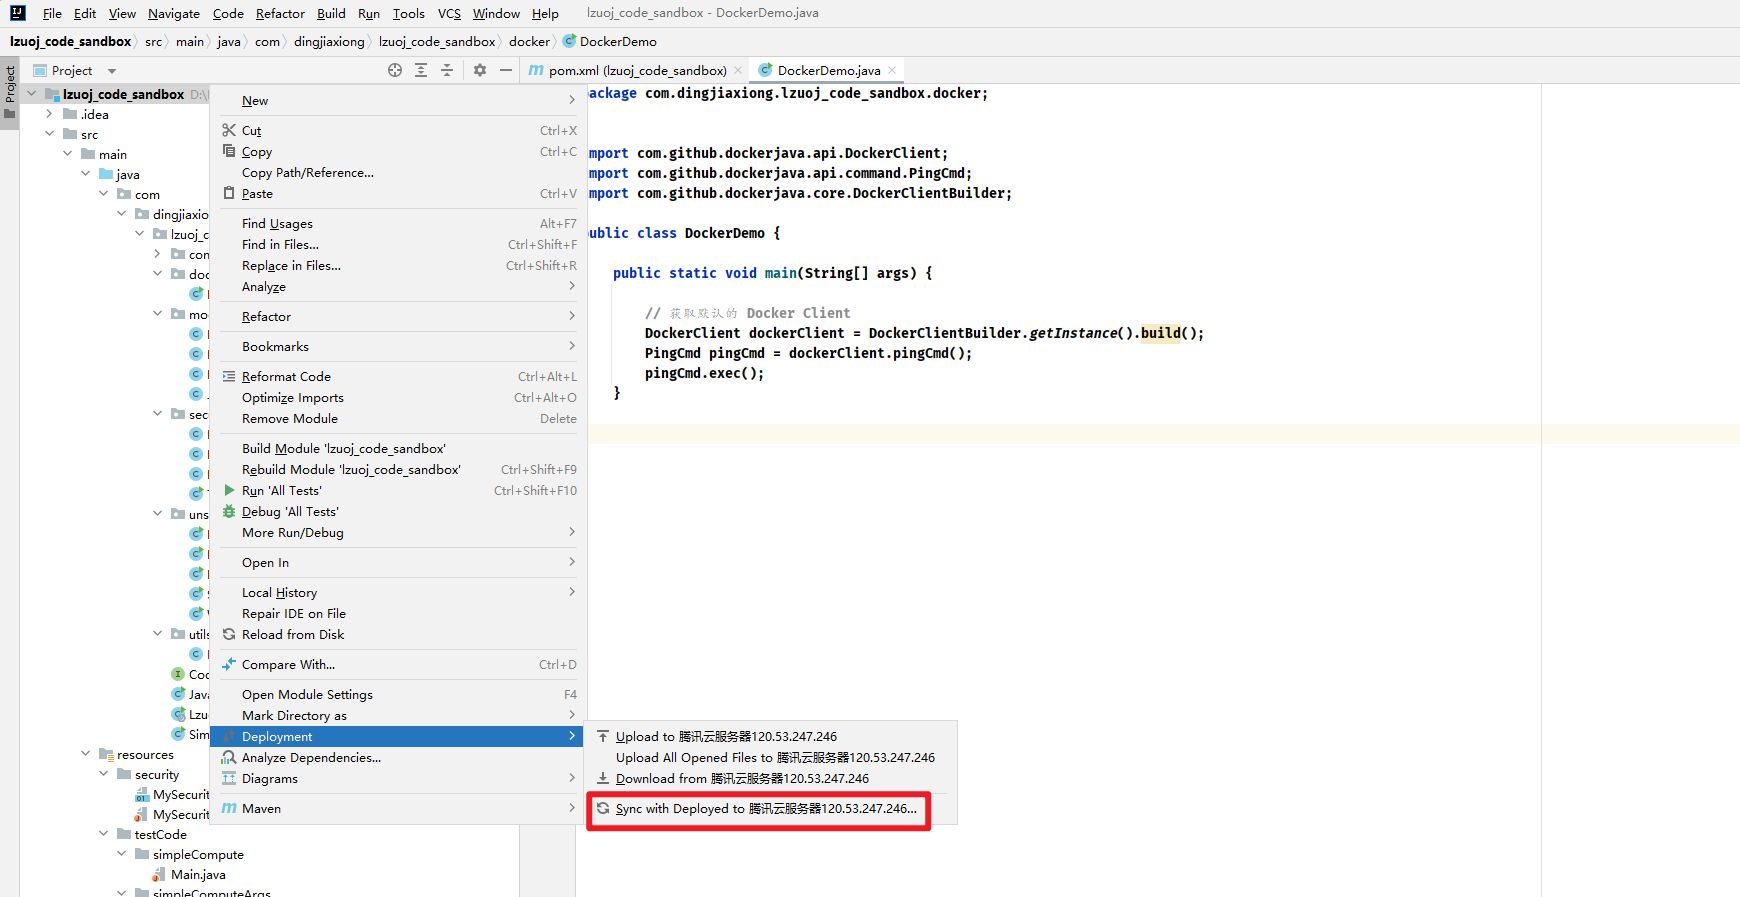 File Edit View Navigate Code Refactor Build Run Tools VCS Window Help lzuoj_code_sandbox - DockerDemo.java
lzuoj_code_sandbox src main java com dingjiaxiong lzuoj_code_sandbox docker DockerDemo
Project
Project
pom.xml (lzuoj_code_sandbox)
DockerDemo.java
lzuoj_code_sandbox D:\
.idea
src
main
java
com
dingjiaxio
lzuoj_c
con
doc
mo
sec
uns
utils
Coc
Java
Lzu
Sim
resources
security
MySecurit
MySecurit
testCode
simpleCompute
Main.java
simpleComputeArgs
New
Cut Ctrl+X
Copy Ctrl+C
Copy Path/Reference...
Paste Ctrl+V
Find Usages Alt+F7
Find in Files... Ctrl+Shift+F
Replace in Files... Ctrl+Shift+R
Analyze
Refactor
Bookmarks
Reformat Code Ctrl+Alt+L
Optimize Imports Ctrl+Alt+O
Remove Module Delete
Build Module 'lzuoj_code_sandbox'
Rebuild Module 'lzuoj_code_sandbox' Ctrl+Shift+F9
Run 'All Tests' Ctrl+Shift+F10
Debug 'All Tests'
More Run/Debug
Open In
Local History
Repair IDE on File
Reload from Disk
Compare With... Ctrl+D
Open Module Settings F4
Mark Directory as
Deployment
Analyze Dependencies...
Diagrams
Maven
Upload to 腾讯云服务器120.53.247.246
Upload All Opened Files to 腾讯云服务器120.53.247.246
Download from 腾讯云服务器120.53.247.246
Sync with Deployed to 腾讯云服务器120.53.247.246...
ackage com.dingjiaxiong.lzuoj_code_sandbox.docker;
mport com.github.dockerjava.api.DockerClient;
mport com.github.dockerjava.api.command.PingCmd;
mport com.github.dockerjava.core.DockerClientBuilder;
ublic class DockerDemo {
public static void main(String[] args) {
// 获取默认的 Docker Client
DockerClient dockerClient = DockerClientBuilder.getInstance().build();
PingCmd pingCmd = dockerClient.pingCmd();
pingCmd.exec();
}